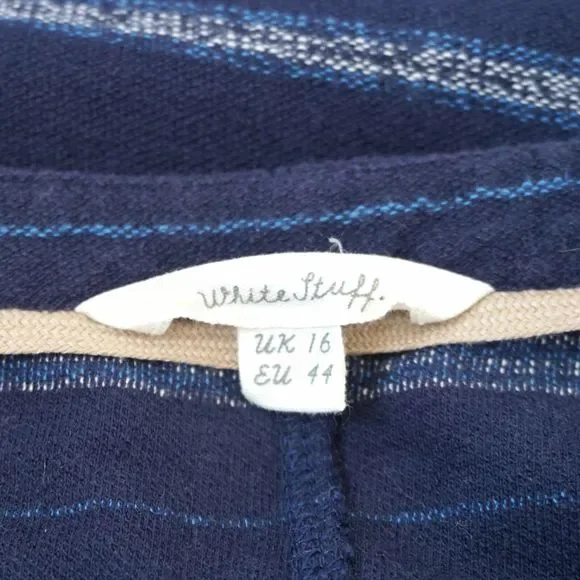 White Stuff.
UK 16
EU 44